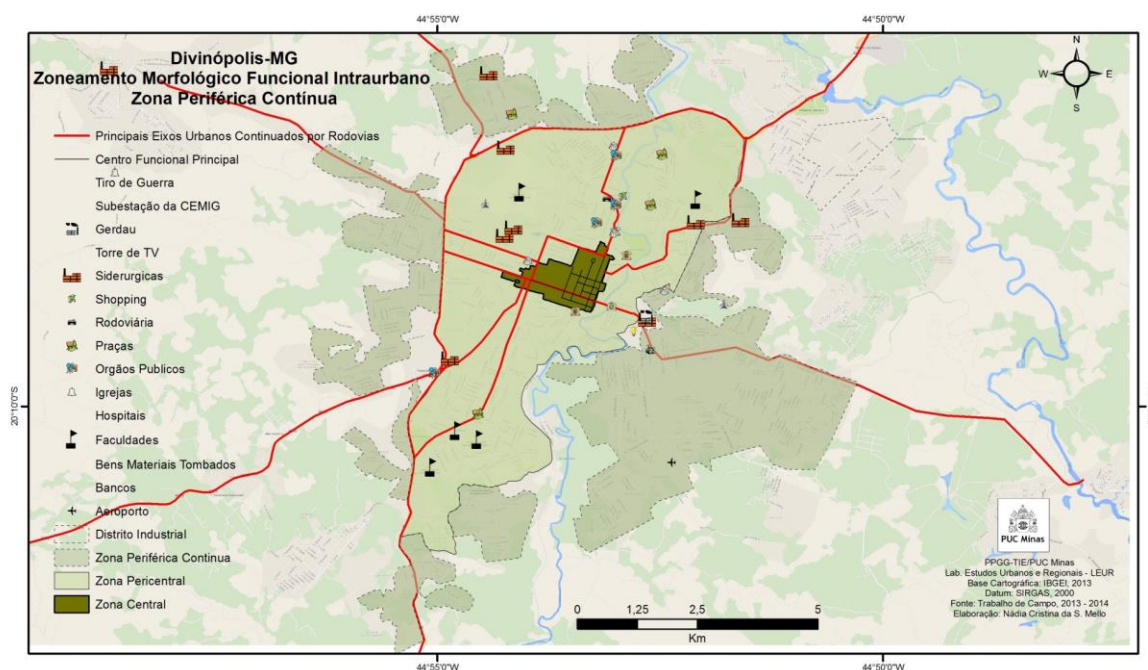 44°55'0"W
44°50'0"W
Divinópolis-MG
Zoneamento Morfológico Funcional Intraurbano
Zona Periférica Contínua
N
W
E
S
Principais Eixos Urbanos Continuados por Rodovias
Centro Funcional Principal
Tiro de Guerra
Subestação da CEMIG
Gerdau
Torre de TV
Siderurgicas
Shopping
Rodoviária
Praças
Orgãos Publicos
Igrejas
Hospitais
Faculdades
Bens Materiais Tombados
Bancos
Aeroporto
Distrito Industrial
Zona Periférica Continua
Zona Pericentral
Zona Central
20°10'0"S
20°10'0"S
0
1,25
2,5
5
Km
PUC Minas
PPGG-TIE/PUC Minas
Lab. Estudos Urbanos e Regionais - LEUR
Base Cartográfica: IBGEI, 2013
Datum: SIRGAS, 2000
Fonte: Trabalho de Campo, 2013 - 2014
Elaboração: Nádia Cristina da S. Mello
44°55'0"W
44°50'0"W